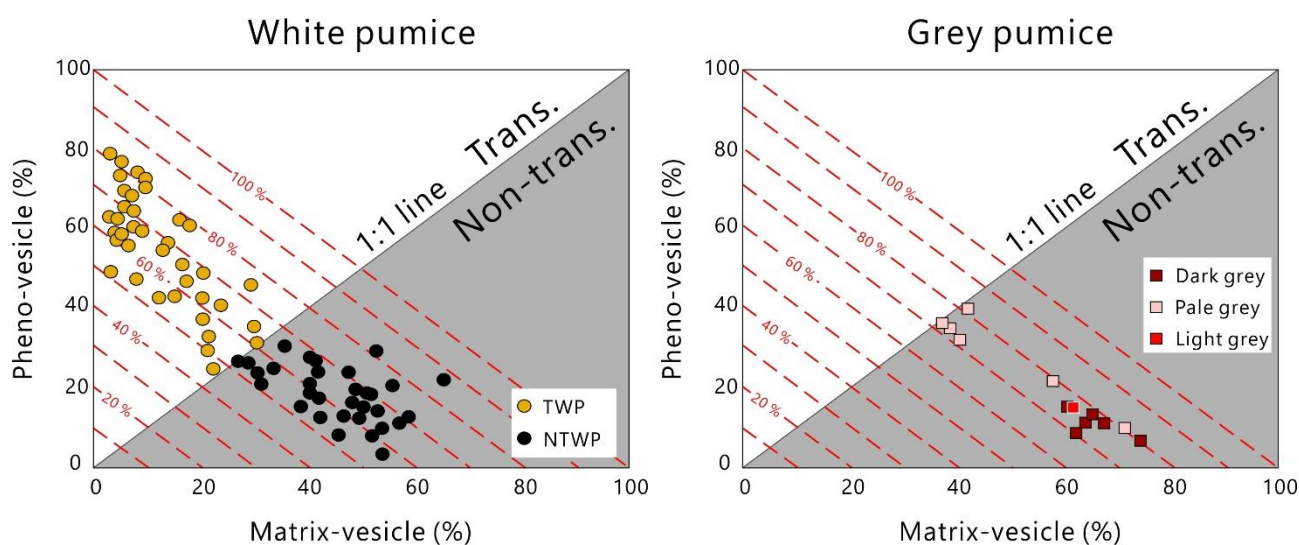 White pumice
Pheno-vesicle (%)
100
80
60
40
20
0
100 %
80 %
60 %
40 %
20 %
1:1 line
Trans.
Non-trans.
TWP
NTWP
0 20 40 60 80 100
Matrix-vesicle (%)
Grey pumice
Pheno-vesicle (%)
100
80
60
40
20
0
100 %
80 %
60 %
40 %
20 %
1:1 line
Trans.
Non-trans.
Dark grey
Pale grey
Light grey
0 20 40 60 80 100
Matrix-vesicle (%)